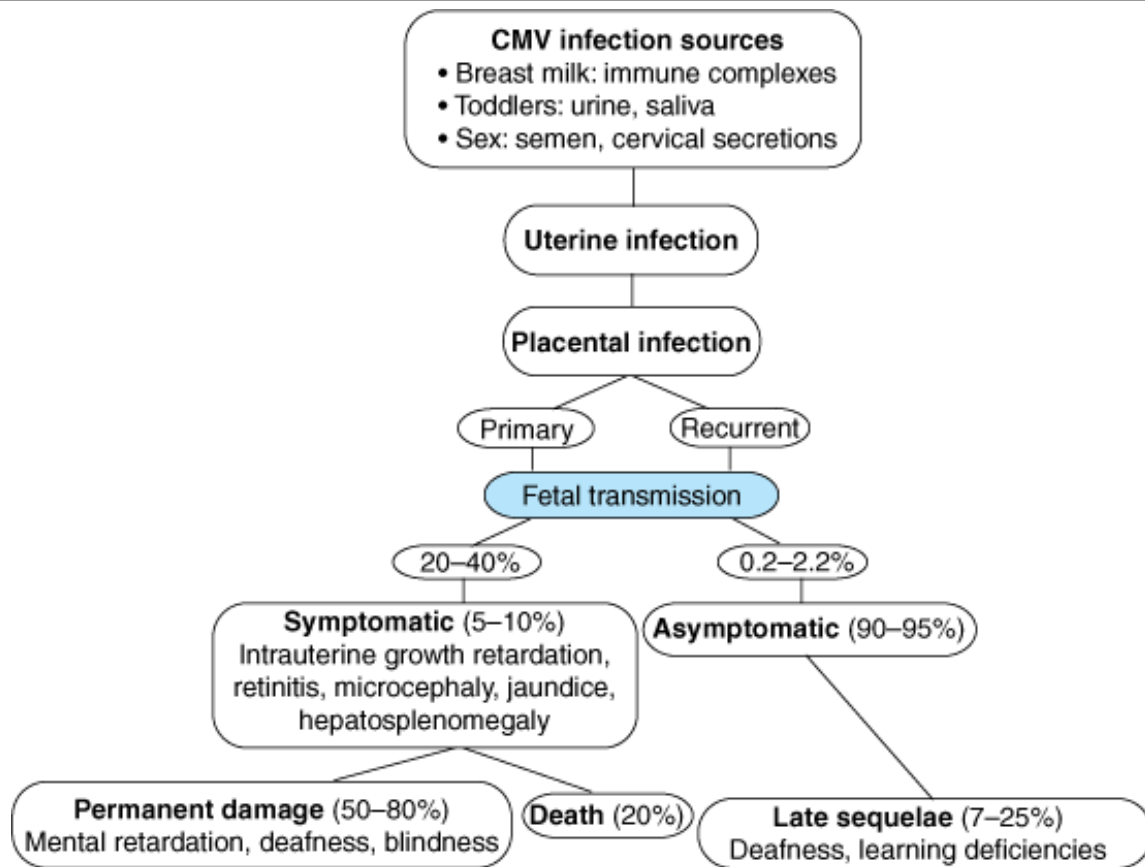 CMV infection sources
• Breast milk: immune complexes
• Toddlers: urine, saliva
• Sex: semen, cervical secretions
Uterine infection
Placental infection
Primary
Recurrent
Fetal transmission
20–40%
0.2–2.2%
Symptomatic (5–10%)
Intrauterine growth retardation,
retinitis, microcephaly, jaundice,
hepatosplenomegaly
Asymptomatic (90–95%)
Permanent damage (50–80%)
Mental retardation, deafness, blindness
Death (20%)
Late sequelae (7–25%)
Deafness, learning deficiencies